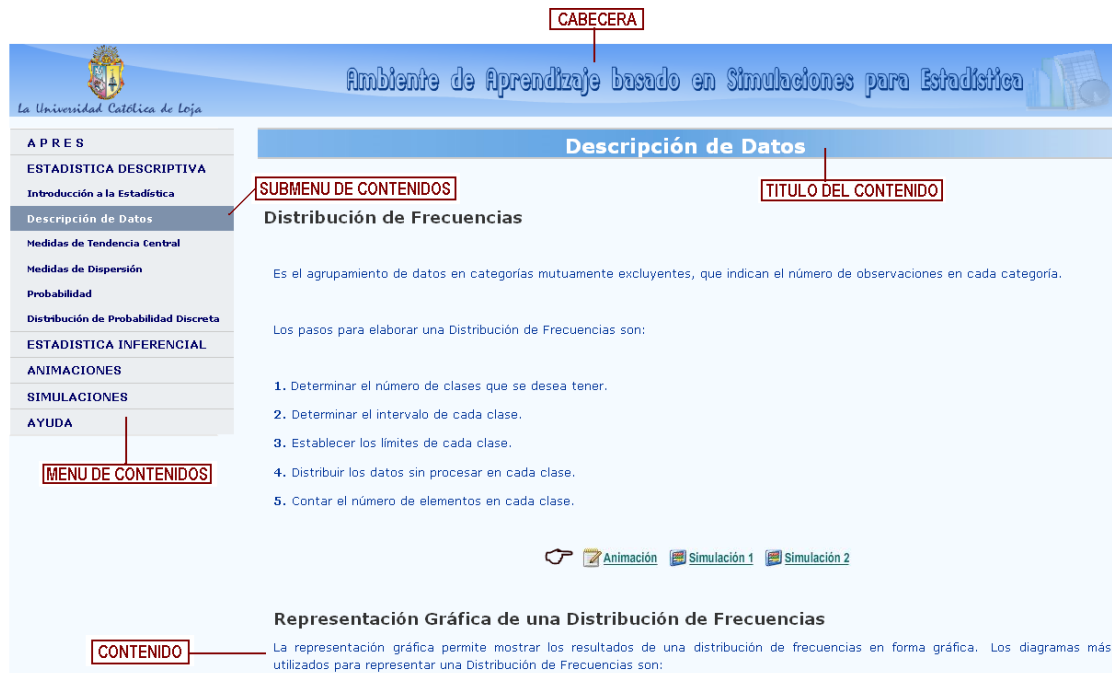 CABECERA
La Universidad Católica de Loja
Ambiente de Aprendizaje basado en Simulaciones para Estadística
A P R E S
ESTADISTICA DESCRIPTIVA
Introducción a la Estadística
Descripción de Datos
Medidas de Tendencia Central
Medidas de Dispersión
Probabilidad
Distribución de Probabilidad Discreta
ESTADISTICA INFERENCIAL
ANIMACIONES
SIMULACIONES
AYUDA
MENU DE CONTENIDOS
Descripción de Datos
SUBMENU DE CONTENIDOS
TITULO DEL CONTENIDO
Distribución de Frecuencias
Es el agrupamiento de datos en categorías mutuamente excluyentes, que indican el número de observaciones en cada categoría.
Los pasos para elaborar una Distribución de Frecuencias son:
1. Determinar el número de clases que se desea tener.
2. Determinar el intervalo de cada clase.
3. Establecer los límites de cada clase.
4. Distribuir los datos sin procesar en cada clase.
5. Contar el número de elementos en cada clase.
Animación Simulación 1 Simulación 2
Representación Gráfica de una Distribución de Frecuencias
CONTENIDO
La representación gráfica permite mostrar los resultados de una distribución de frecuencias en forma gráfica. Los diagramas más
utilizados para representar una Distribución de Frecuencias son: